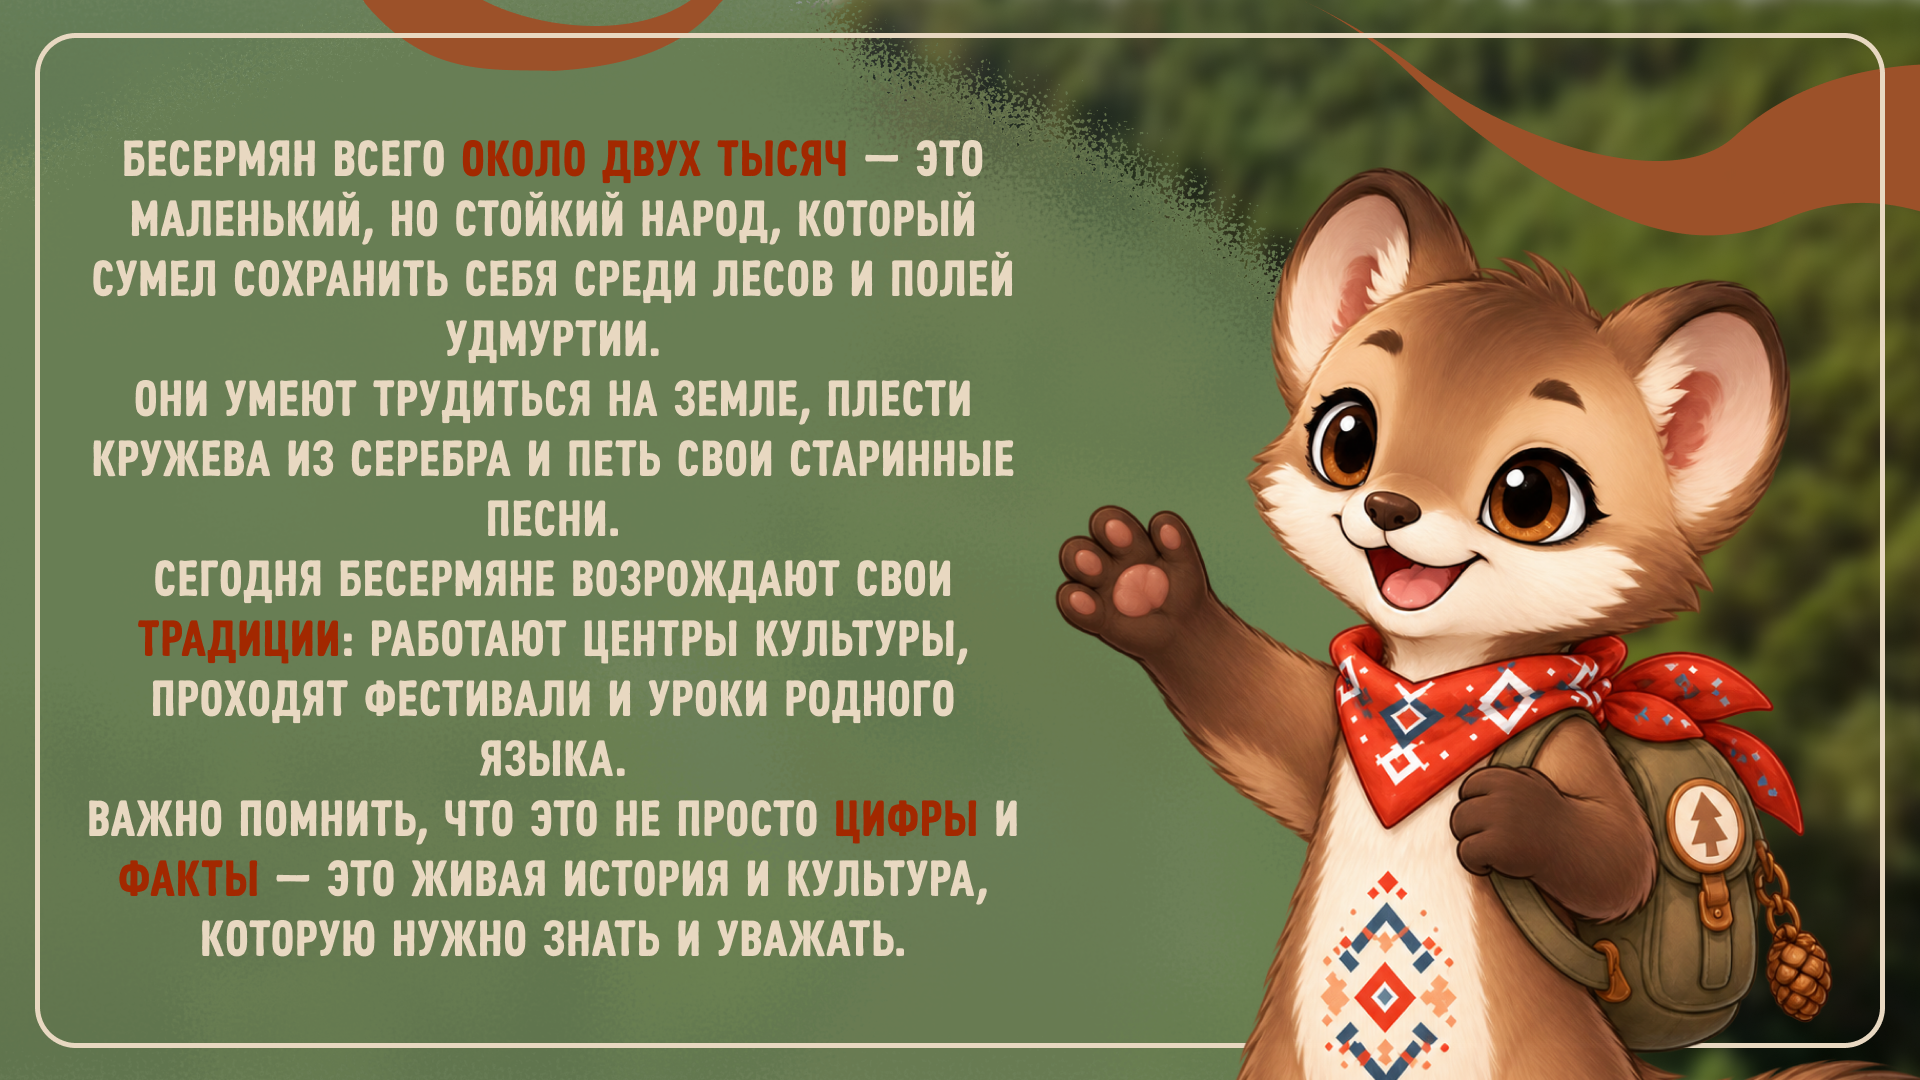 БЕСЕРМЯН ВСЕГО ОКОЛО ДВУХ ТЫСЯЧ — ЭТО
МАЛЕНЬКИЙ, НО СТОЙКИЙ НАРОД, КОТОРЫЙ
СУМЕЛ СОХРАНИТЬ СЕБЯ СРЕДИ ЛЕСОВ И ПОЛЕЙ
УДМУРТИИ.
ОНИ УМЕЮТ ТРУДИТЬСЯ НА ЗЕМЛЕ, ПЛЕСТИ
КРУЖЕВА ИЗ СЕРЕБРА И ПЕТЬ СВОИ СТАРИННЫЕ
ПЕСНИ.
СЕГОДНЯ БЕСЕРМЯНЕ ВОЗРОЖДАЮТ СВОИ
ТРАДИЦИИ: РАБОТАЮТ ЦЕНТРЫ КУЛЬТУРЫ,
ПРОХОДЯТ ФЕСТИВАЛИ И УРОКИ РОДНОГО
ЯЗЫКА.
ВАЖНО ПОМНИТЬ, ЧТО ЭТО НЕ ПРОСТО ЦИФРЫ И
ФАКТЫ — ЭТО ЖИВАЯ ИСТОРИЯ И КУЛЬТУРА,
КОТОРУЮ НУЖНО ЗНАТЬ И УВАЖАТЬ.